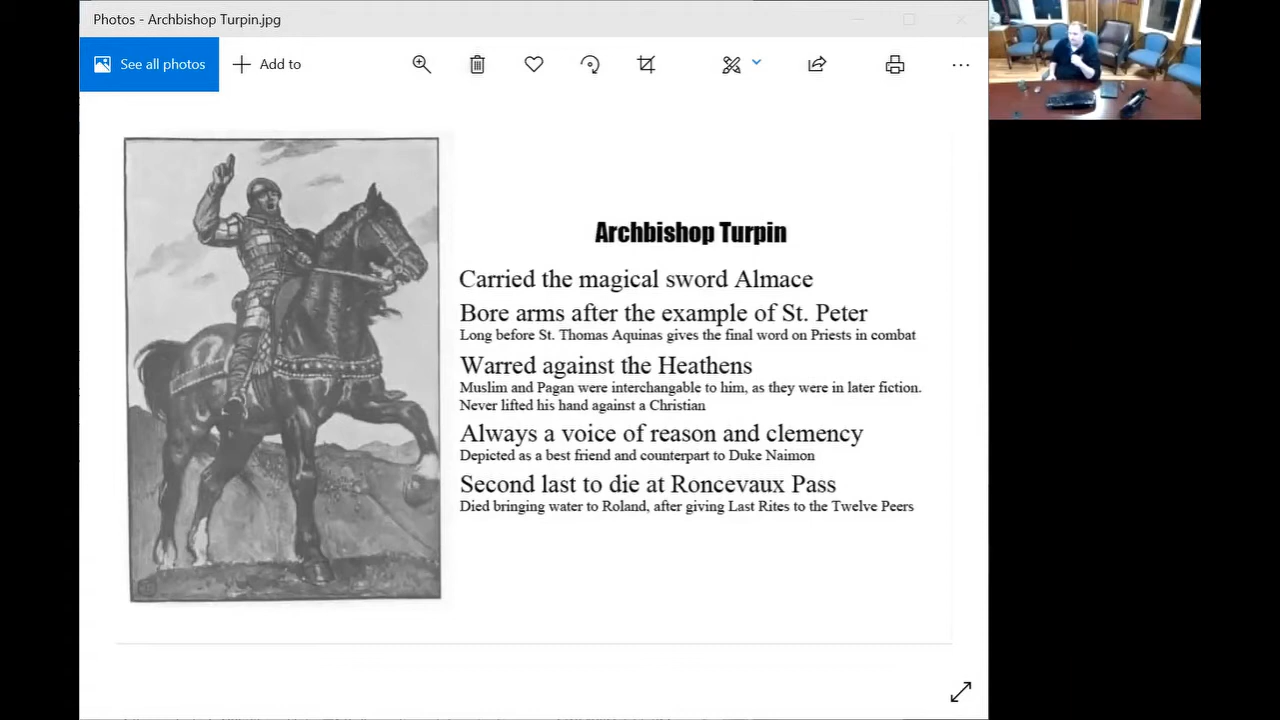 Photos - Archbishop Turpin.jpg
See all photos
Add to
Archbishop Turpin
Carried the magical sword Almace
Bore arms after the example of St. Peter
Long before St. Thomas Aquinas gives the final word on Priests in combat
Warred against the Heathens
Muslim and Pagan were interchangable to him, as they were in later fiction.
Never lifted his hand against a Christian
Always a voice of reason and clemency
Depicted as a best friend and counterpart to Duke Naimon
Second last to die at Roncevaux Pass
Died bringing water to Roland, after giving Last Rites to the Twelve Peers